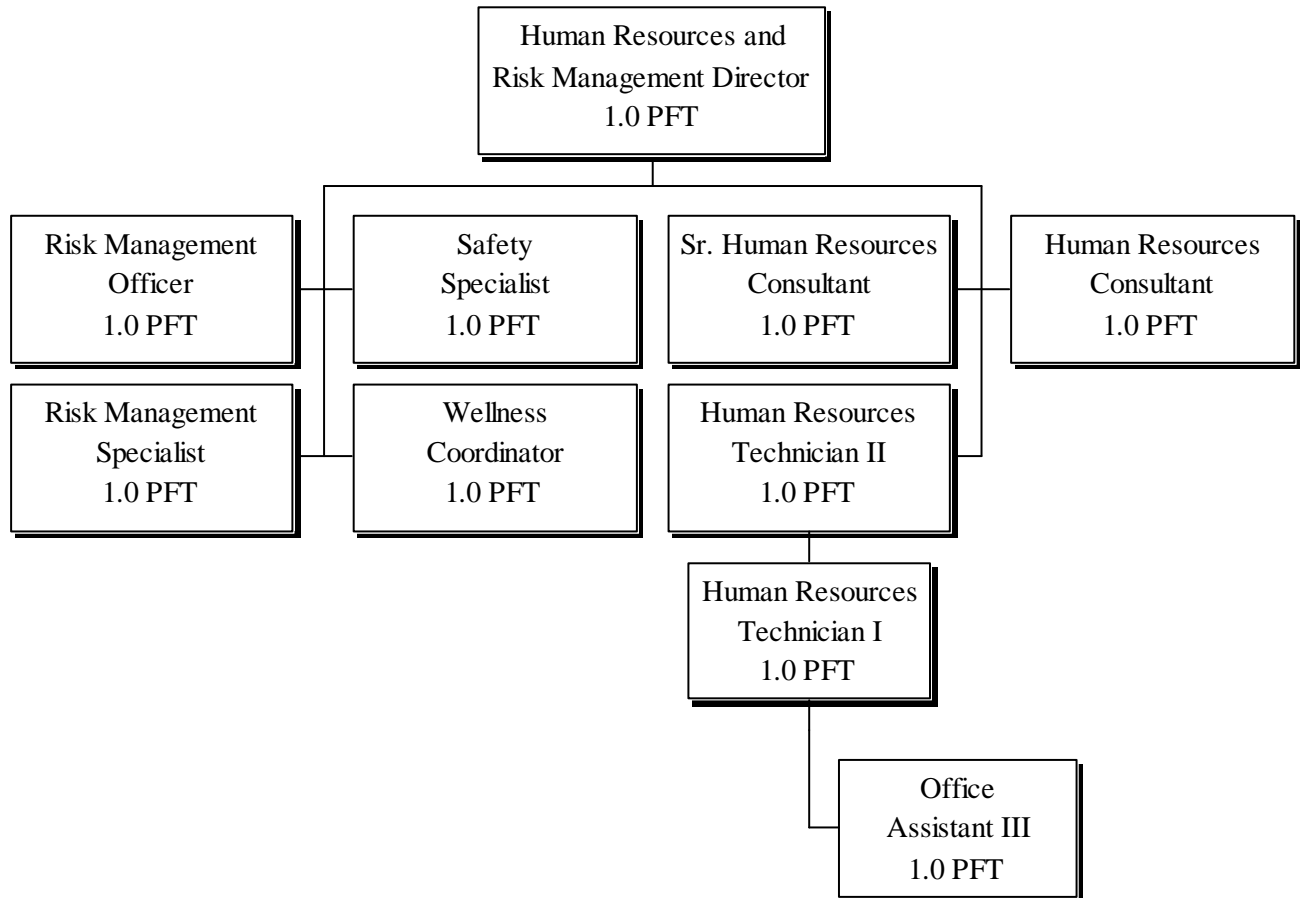 Human Resources and
Risk Management Director
1.0 PFT
Risk Management
Officer
1.0 PFT
Safety
Specialist
1.0 PFT
Sr. Human Resources
Consultant
1.0 PFT
Human Resources
Consultant
1.0 PFT
Risk Management
Specialist
1.0 PFT
Wellness
Coordinator
1.0 PFT
Human Resources
Technician II
1.0 PFT
Human Resources
Technician I
1.0 PFT
Office
Assistant III
1.0 PFT